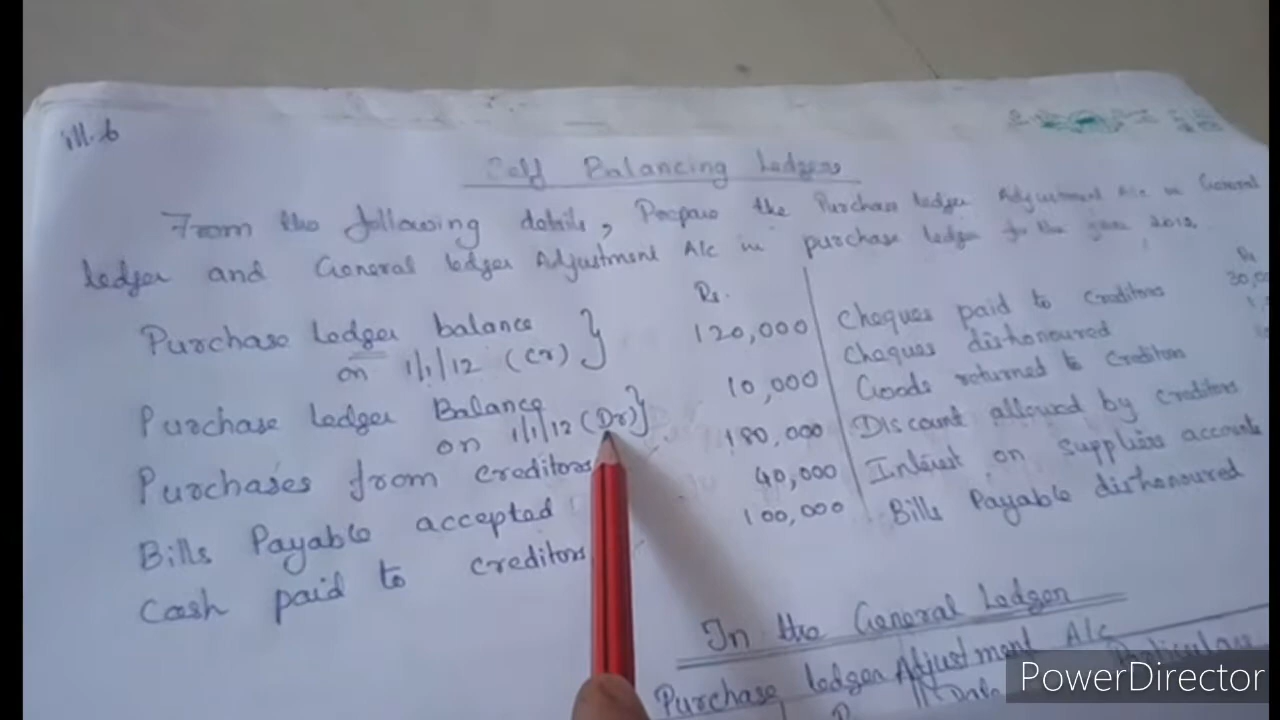 ill.6
Self Balancing Ledgers
From the following details, Prepare the Purchase ledger Adjustment A/c in General
ledger and General ledger Adjustment A/c in purchase ledger for the year 2012.
Rs.
Rs
Purchase Ledger balance on 1/1/12 (Cr) } 120,000
Purchase Ledger Balance on 1/1/12 (Dr) } 10,000
Purchases from creditors 180,000
Bills Payable accepted 40,000
Cash paid to creditors 100,000
Cheques paid to creditors
Cheques dishonoured
Goods returned to Creditors
Discount allowed by creditors
Interest on suppliers accounts
Bills Payable dishonoured
In the General Ledger
Purchase ledger Adjustment A/c
Particulars
PowerDirector